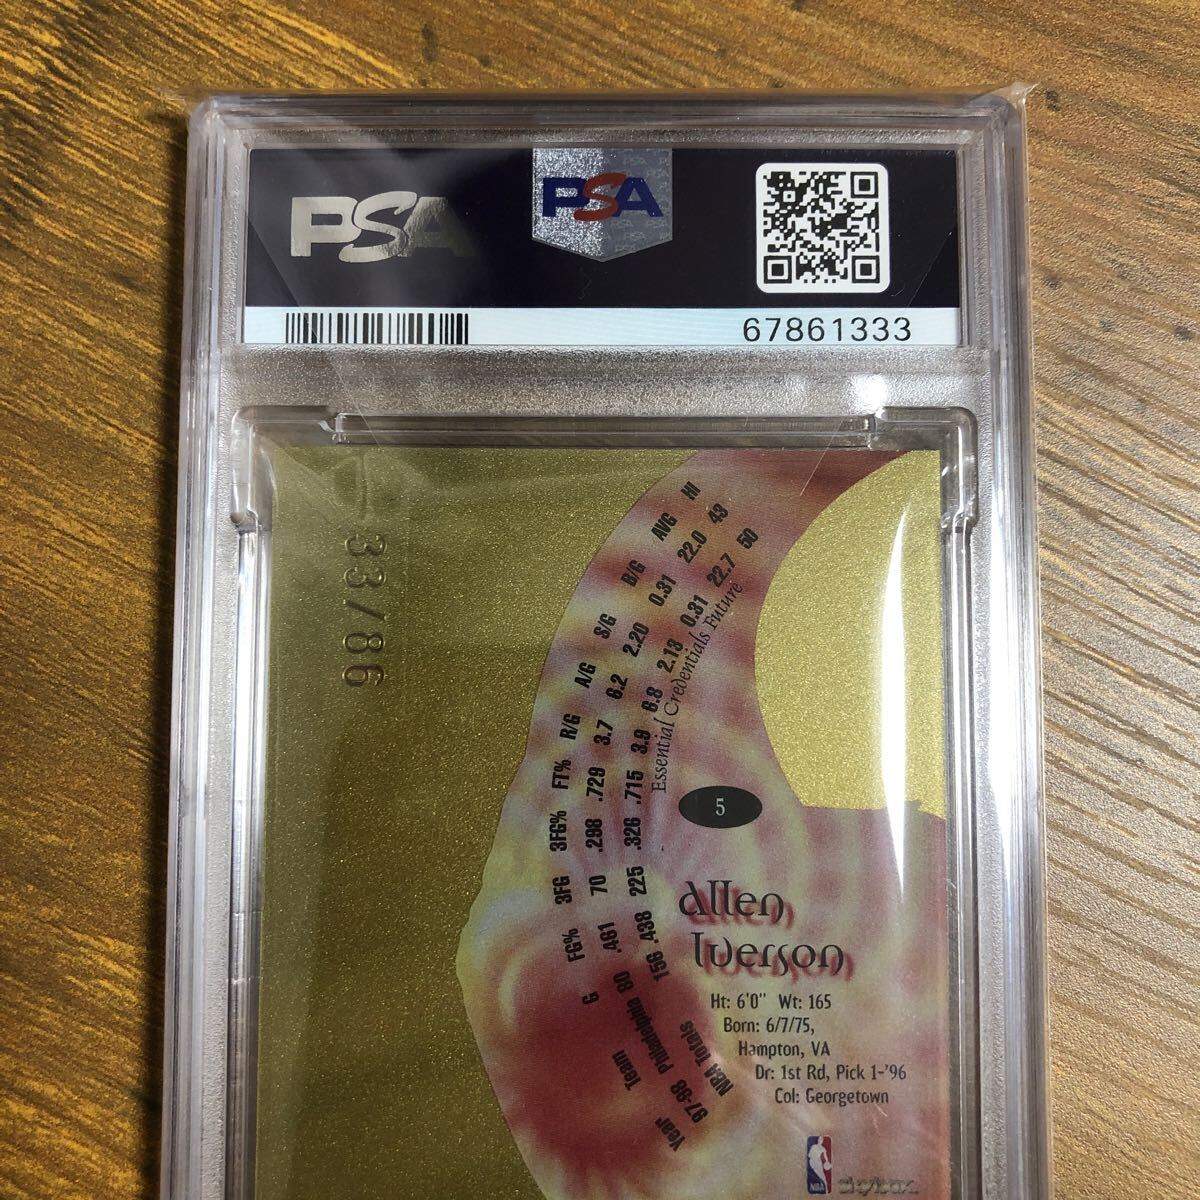 PSA
PSA
67861333
33/86
Year Team G FG% 3FG 3FG% FT% R/G A/G S/G B/G AVG HI
97-98 Philadelphia 80 .461 70 .298 .729 3.7 6.2 2.20 0.31 22.0 43
NBA Totals 156 .438 225 .326 .715 3.9 6.8 2.13 0.31 22.7 50
Essential Credentials Future
5
Allen
Iverson
Ht: 6'0" Wt: 165
Born: 6/7/75,
Hampton, VA
Dr: 1st Rd, Pick 1-'96
Col: Georgetown
NBA
skybox